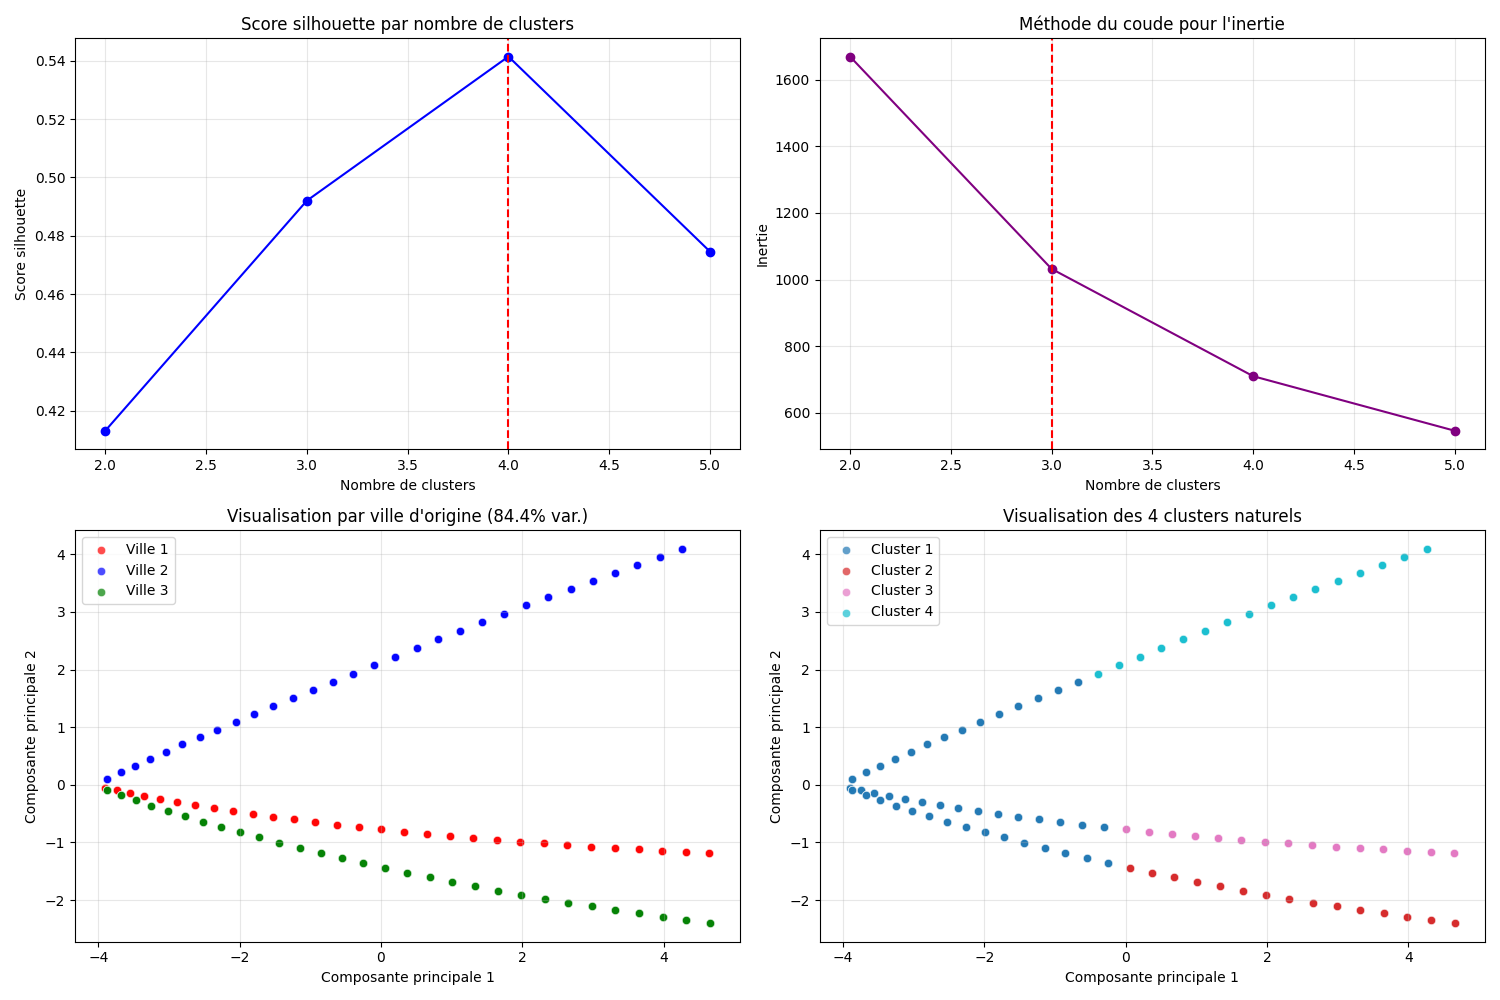 Score silhouette par nombre de clusters
Score silhouette
0.54
0.52
0.50
0.48
0.46
0.44
0.42
2.0 2.5 3.0 3.5 4.0 4.5 5.0
Nombre de clusters
Méthode du coude pour l'inertie
Inertie
1600
1400
1200
1000
800
600
2.0 2.5 3.0 3.5 4.0 4.5 5.0
Nombre de clusters
Visualisation par ville d'origine (84.4% var.)
Ville 1
Ville 2
Ville 3
Composante principale 2
4
3
2
1
0
−1
−2
−4 −2 0 2 4
Composante principale 1
Visualisation des 4 clusters naturels
Cluster 1
Cluster 2
Cluster 3
Cluster 4
Composante principale 2
4
3
2
1
0
−1
−2
−4 −2 0 2 4
Composante principale 1